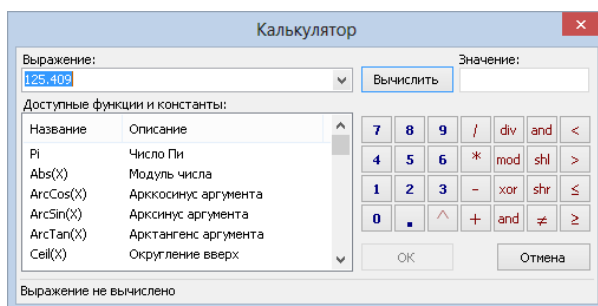 Калькулятор
Выражение:
Значение:
125.409
Вычислить
Доступные функции и константы:
Название Описание
Pi Число Пи
Abs(X) Модуль числа
ArcCos(X) Арккосинус аргумента
ArcSin(X) Арксинус аргумента
ArcTan(X) Арктангенс аргумента
Ceil(X) Округление вверх
7 8 9 / div and <
4 5 6 * mod shl >
1 2 3 - xor shr ≤
0 . ^ + and ≠ ≥
ОК Отмена
Выражение не вычислено